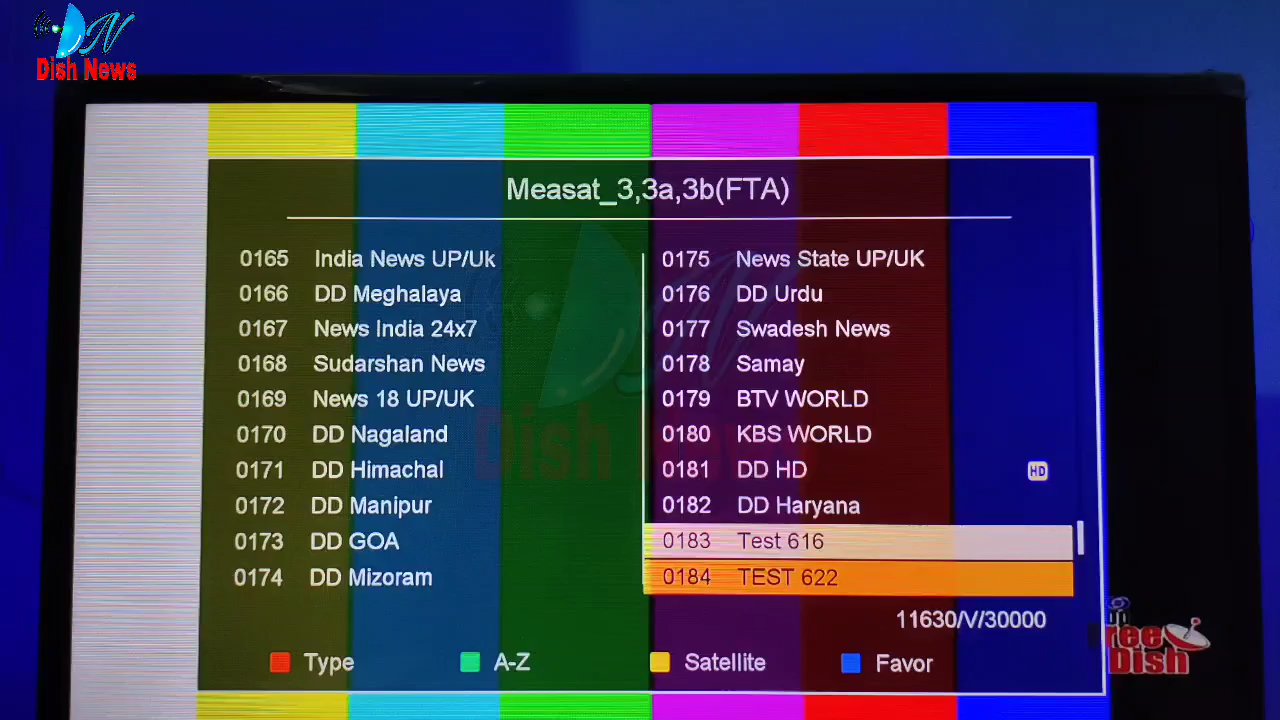 DN
Dish News
Measat_3,3a,3b(FTA)
0165 India News UP/Uk
0166 DD Meghalaya
0167 News India 24x7
0168 Sudarshan News
0169 News 18 UP/UK
0170 DD Nagaland
0171 DD Himachal
0172 DD Manipur
0173 DD GOA
0174 DD Mizoram
0175 News State UP/UK
0176 DD Urdu
0177 Swadesh News
0178 Samay
0179 BTV WORLD
0180 KBS WORLD
0181 DD HD HD
0182 DD Haryana
0183 Test 616
0184 TEST 622
11630/V/30000
Type A-Z Satellite Favor
Free
Dish
DN
Dish News